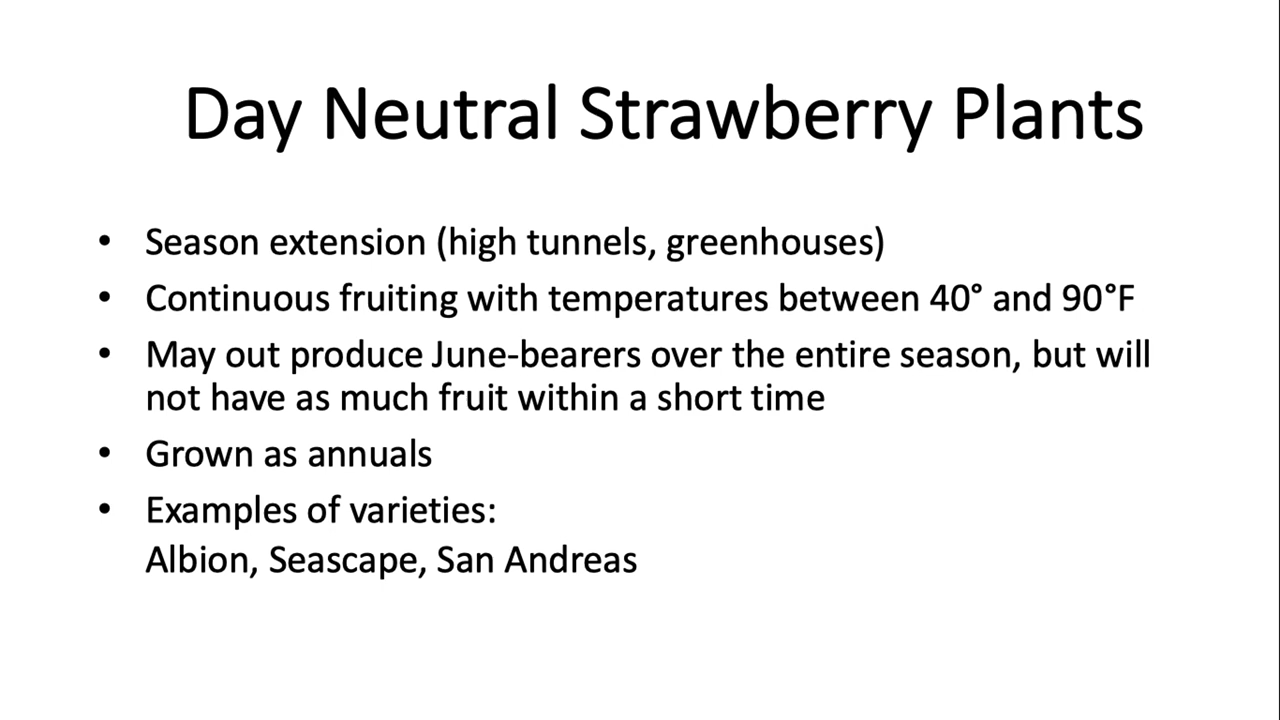 Day Neutral Strawberry Plants
• Season extension (high tunnels, greenhouses)
• Continuous fruiting with temperatures between 40° and 90°F
• May out produce June-bearers over the entire season, but will
not have as much fruit within a short time
• Grown as annuals
• Examples of varieties:
Albion, Seascape, San Andreas